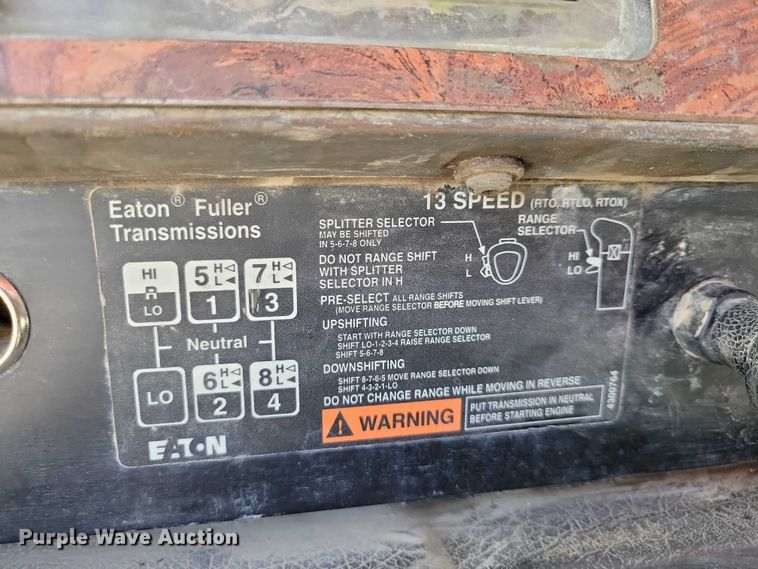 Eaton® Fuller®
Transmissions
13 SPEED (RTO, RTLO, RTOX)
SPLITTER SELECTOR
MAY BE SHIFTED
IN 5-6-7-8 ONLY
RANGE
SELECTOR
H
L
HI
LO
DO NOT RANGE SHIFT
WITH SPLITTER
SELECTOR IN H
PRE-SELECT ALL RANGE SHIFTS
(MOVE RANGE SELECTOR BEFORE MOVING SHIFT LEVER)
UPSHIFTING
START WITH RANGE SELECTOR DOWN
SHIFT LO-1-2-3-4 RAISE RANGE SELECTOR
SHIFT 5-6-7-8
DOWNSHIFTING
SHIFT 8-7-6-5 MOVE RANGE SELECTOR DOWN
SHIFT 4-3-2-1-LO
DO NOT CHANGE RANGE WHILE MOVING IN REVERSE
WARNING
PUT TRANSMISSION IN NEUTRAL
BEFORE STARTING ENGINE
4300764
HI 5 H 7 H
R L L
LO 1 3
Neutral
LO 6 H 8 H
L L
2 4
EATON
Purple Wave Auction
Purple Wave Auction